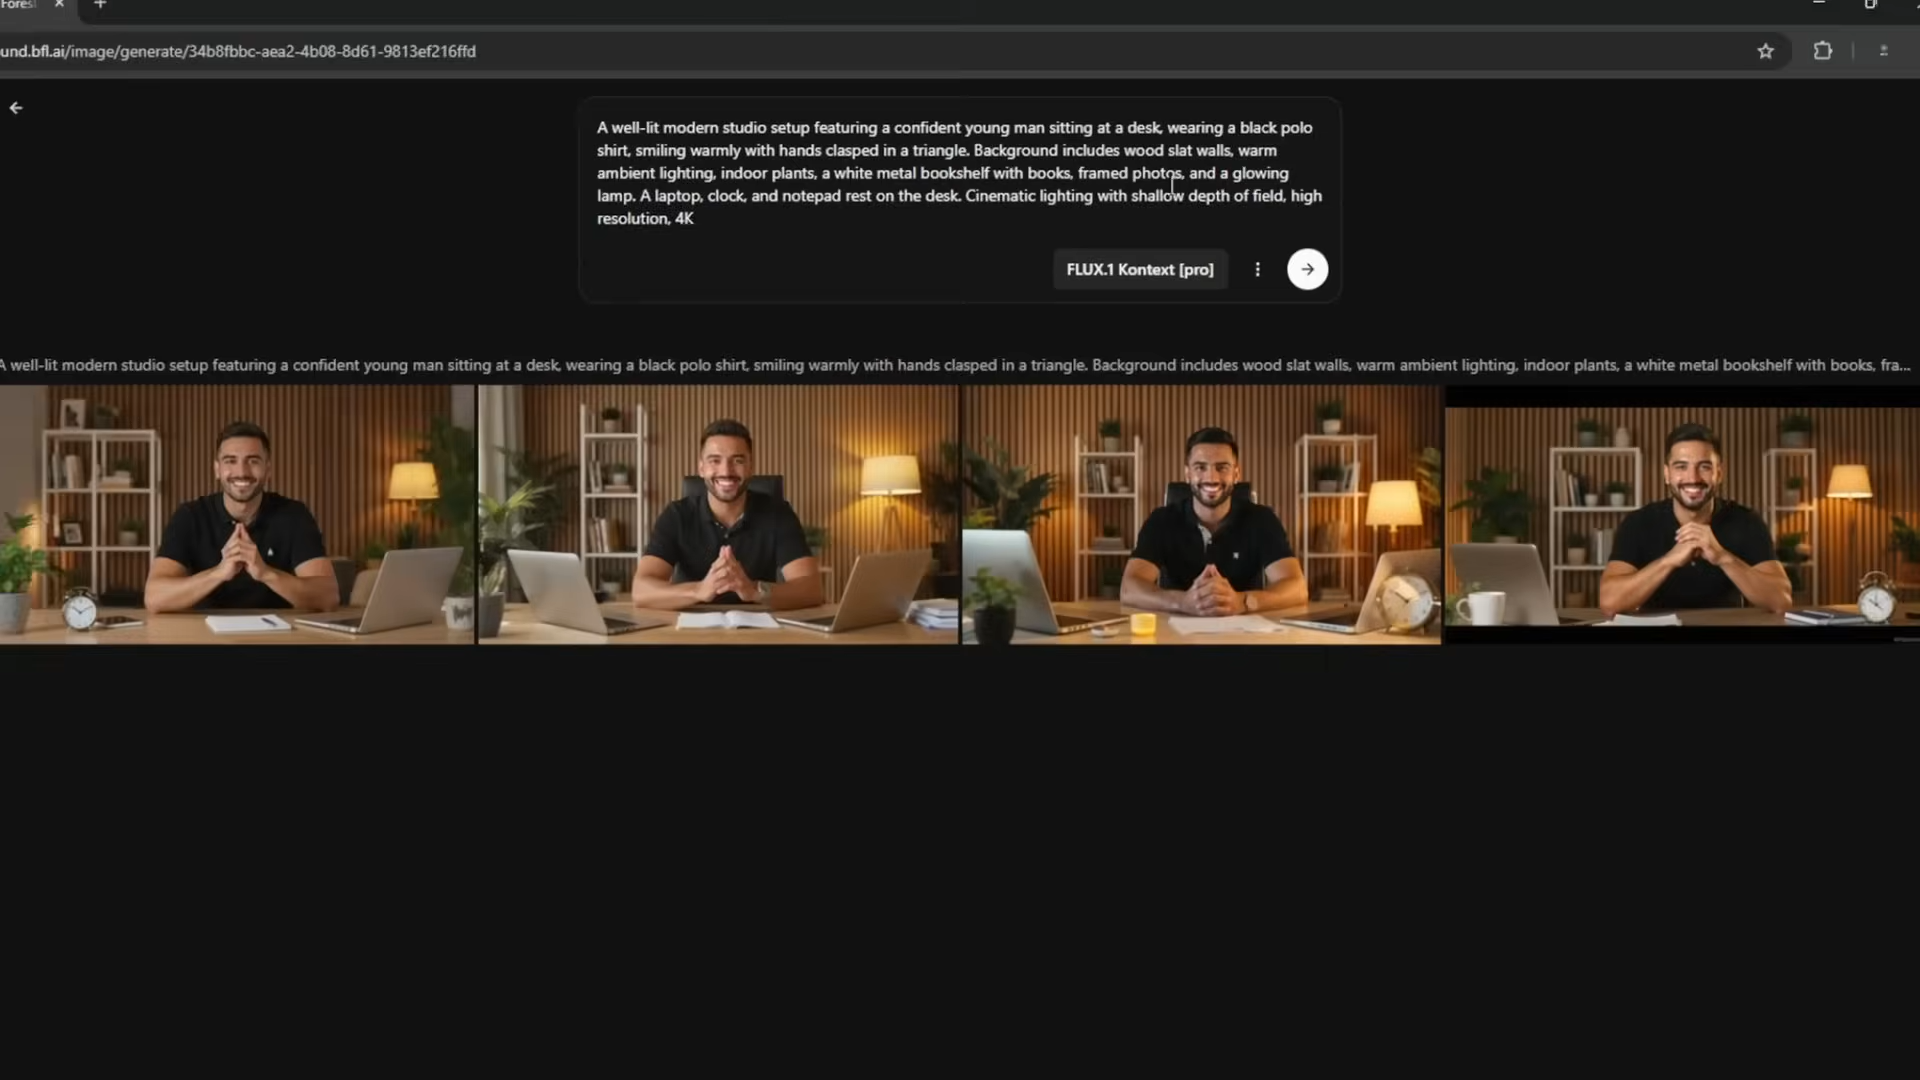 Fores
und.bfl.ai/image/generate/34b8fbbc-aea2-4b08-8d61-9813ef216ffd
A well-lit modern studio setup featuring a confident young man sitting at a desk, wearing a black polo
shirt, smiling warmly with hands clasped in a triangle. Background includes wood slat walls, warm
ambient lighting, indoor plants, a white metal bookshelf with books, framed photos, and a glowing
lamp. A laptop, clock, and notepad rest on the desk. Cinematic lighting with shallow depth of field, high
resolution, 4K
FLUX.1 Kontext [pro]
A well-lit modern studio setup featuring a confident young man sitting at a desk, wearing a black polo shirt, smiling warmly with hands clasped in a triangle. Background includes wood slat walls, warm ambient lighting, indoor plants, a white metal bookshelf with books, fra...